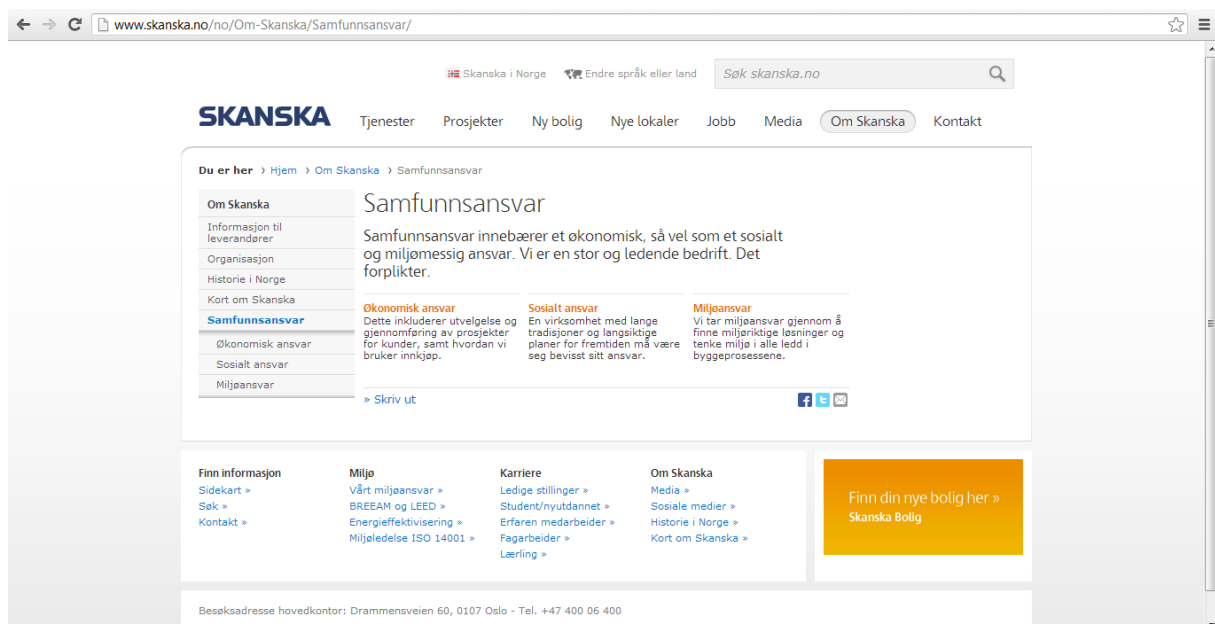 www.skanska.no/no/Om-Skanska/Samfunnsansvar/
Skanska i Norge
Endre språk eller land
Søk skanska.no
SKANSKA
Tjenester
Prosjekter
Ny bolig
Nye lokaler
Jobb
Media
Om Skanska
Kontakt
Du er her › Hjem › Om Skanska › Samfunnsansvar
Om Skanska
Informasjon til
leverandører
Organisasjon
Historie i Norge
Kort om Skanska
Samfunnsansvar
Økonomisk ansvar
Sosialt ansvar
Miljøansvar
Samfunnsansvar
Samfunnsansvar innebærer et økonomisk, så vel som et sosialt
og miljømessig ansvar. Vi er en stor og ledende bedrift. Det
forplikter.
Økonomisk ansvar
Dette inkluderer utvelgelse og
gjennomføring av prosjekter
for kunder, samt hvordan vi
bruker innkjøp.
Sosialt ansvar
En virksomhet med lange
tradisjoner og langsiktige
planer for fremtiden må være
seg bevisst sitt ansvar.
Miljøansvar
Vi tar miljøansvar gjennom å
finne miljøriktige løsninger og
tenke miljø i alle ledd i
byggeprosessene.
» Skriv ut
Finn informasjon
Sidekart »
Søk »
Kontakt »
Miljø
Vårt miljøansvar »
BREEAM og LEED »
Energieffektivisering »
Miljøledelse ISO 14001 »
Karriere
Ledige stillinger »
Student/nyutdannet »
Erfaren medarbeider »
Fagarbeider »
Lærling »
Om Skanska
Media »
Sosiale medier »
Historie i Norge »
Kort om Skanska »
Finn din nye bolig her »
Skanska Bolig
Besøksadresse hovedkontor: Drammensveien 60, 0107 Oslo - Tel. +47 400 06 400